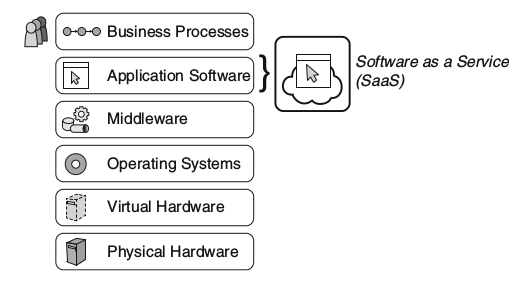 Business Processes
Application Software
Software as a Service
(SaaS)
Middleware
Operating Systems
Virtual Hardware
Physical Hardware